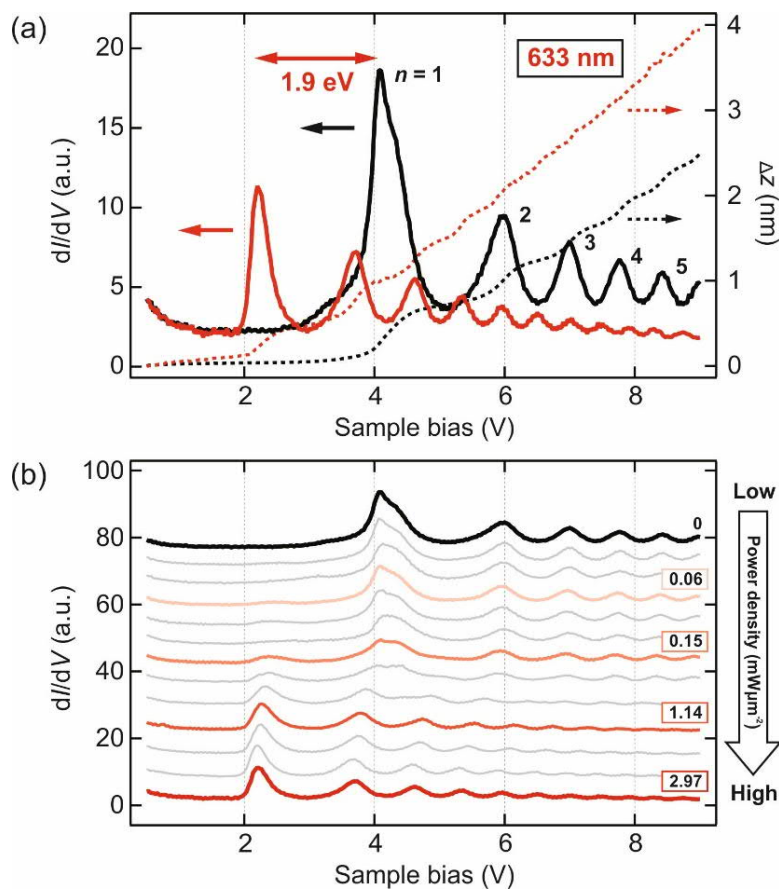 (a)
633 nm
1.9 eV
n = 1
2
3
4
5
dI/dV (a.u.)
20
15
10
5
0
Δz (nm)
4
3
2
1
0
2
4
6
8
Sample bias (V)
(b)
dI/dV (a.u.)
100
80
60
40
20
0
0
0.06
0.15
1.14
2.97
Low
Power density (mWμm⁻²)
High
2
4
6
8
Sample bias (V)